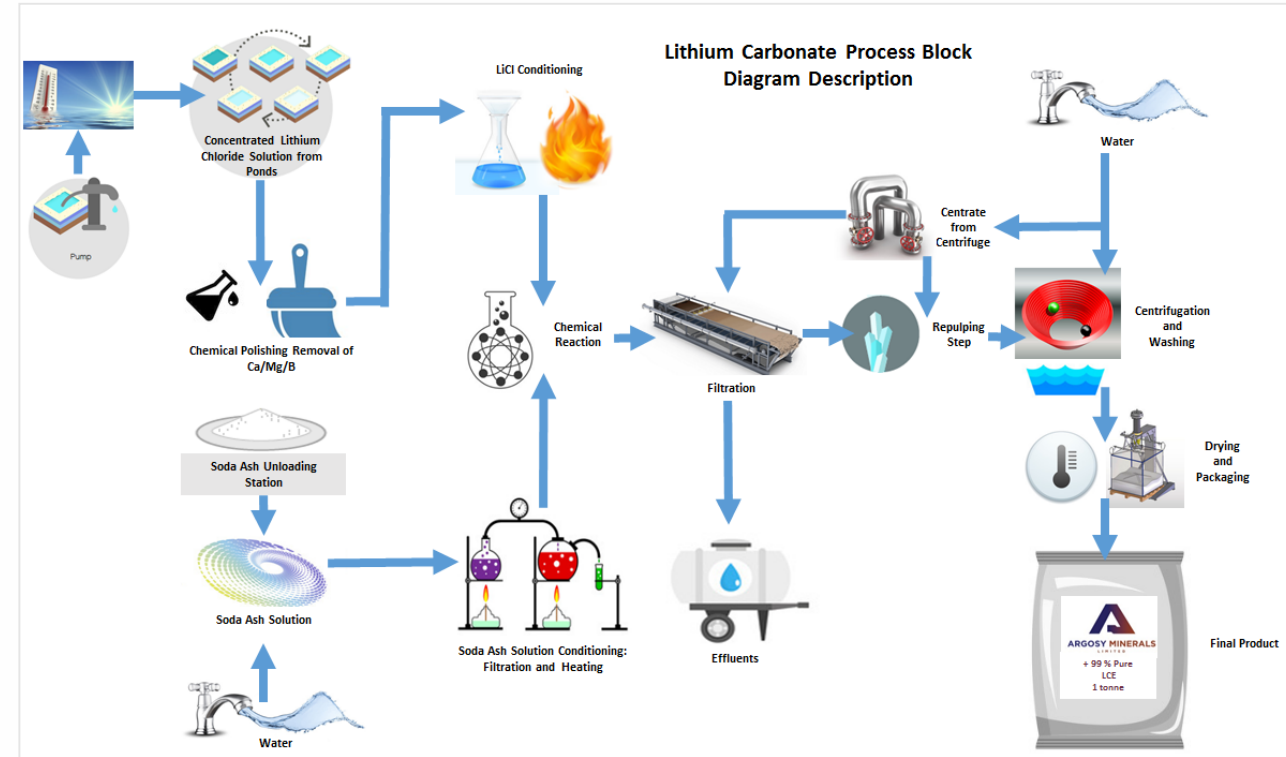 Lithium Carbonate Process Block
Diagram Description
LiCl Conditioning
Concentrated Lithium
Chloride Solution from
Ponds
Water
Pump
Centrate
from
Centrifuge
Chemical Polishing Removal of
Ca/Mg/B
Chemical
Reaction
Filtration
Repulping
Step
Centrifugation
and
Washing
Soda Ash Unloading
Station
Drying
and
Packaging
Soda Ash Solution
Soda Ash Solution Conditioning:
Filtration and Heating
Effluents
ARGOSY MINERALS
LIMITED
+ 99 % Pure
LCE
1 tonne
Final Product
Water